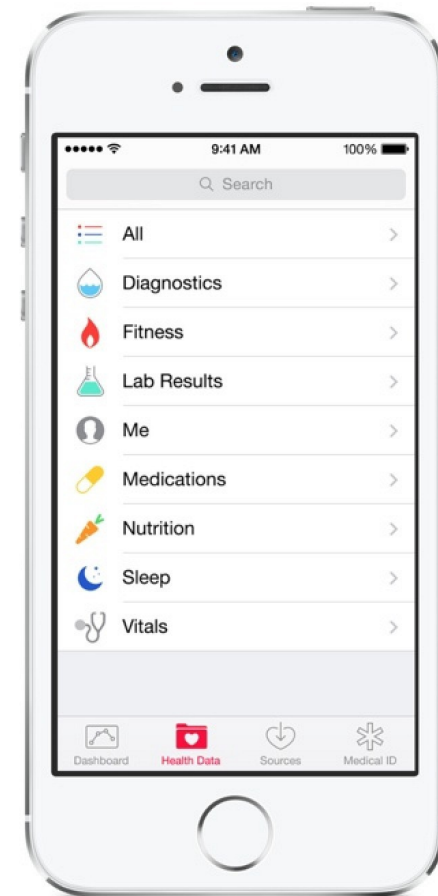 9:41 AM 100%
Search
All
Diagnostics
Fitness
Lab Results
Me
Medications
Nutrition
Sleep
Vitals
Dashboard Health Data Sources Medical ID